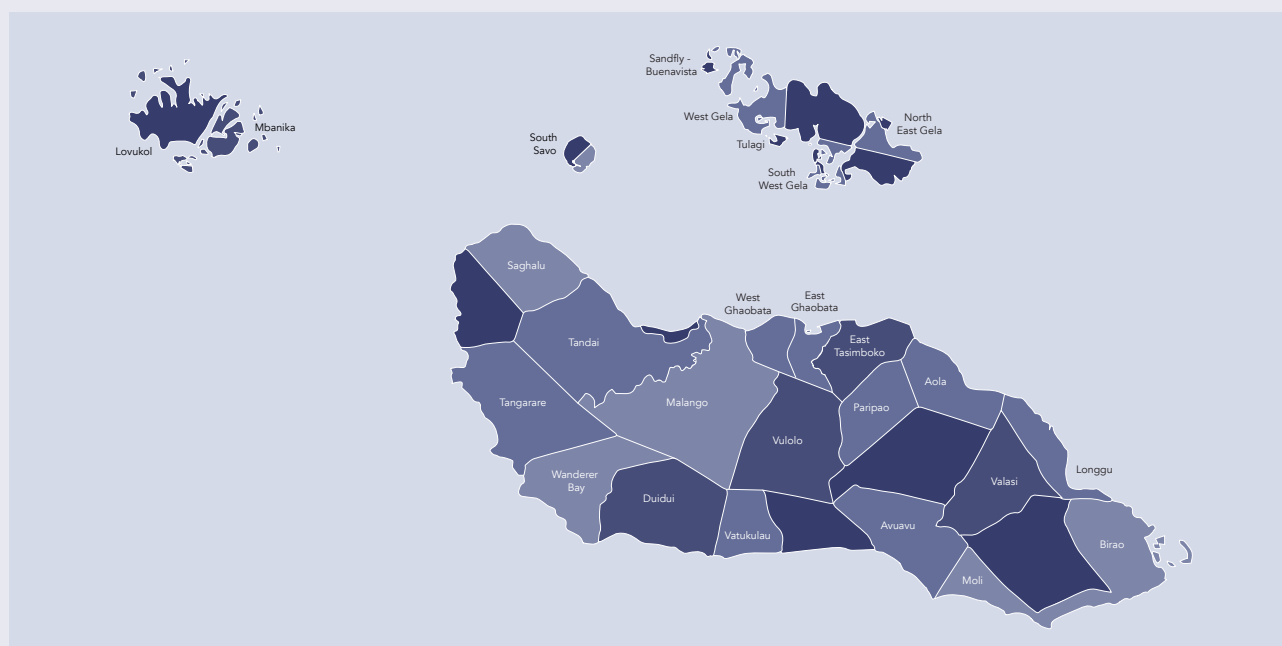 Sandfly -
Buenavista
West Gela
North
East Gela
Mbanika
Lovukol
South
Savo
Tulagi
South
West Gela
Saghalu
West
Ghaobata
East
Ghaobata
Tandai
East
Tasimboko
Aola
Tangarare
Malango
Paripao
Vulolo
Longgu
Wanderer
Bay
Valasi
Duidui
Avuavu
Vatukulau
Birao
Moli